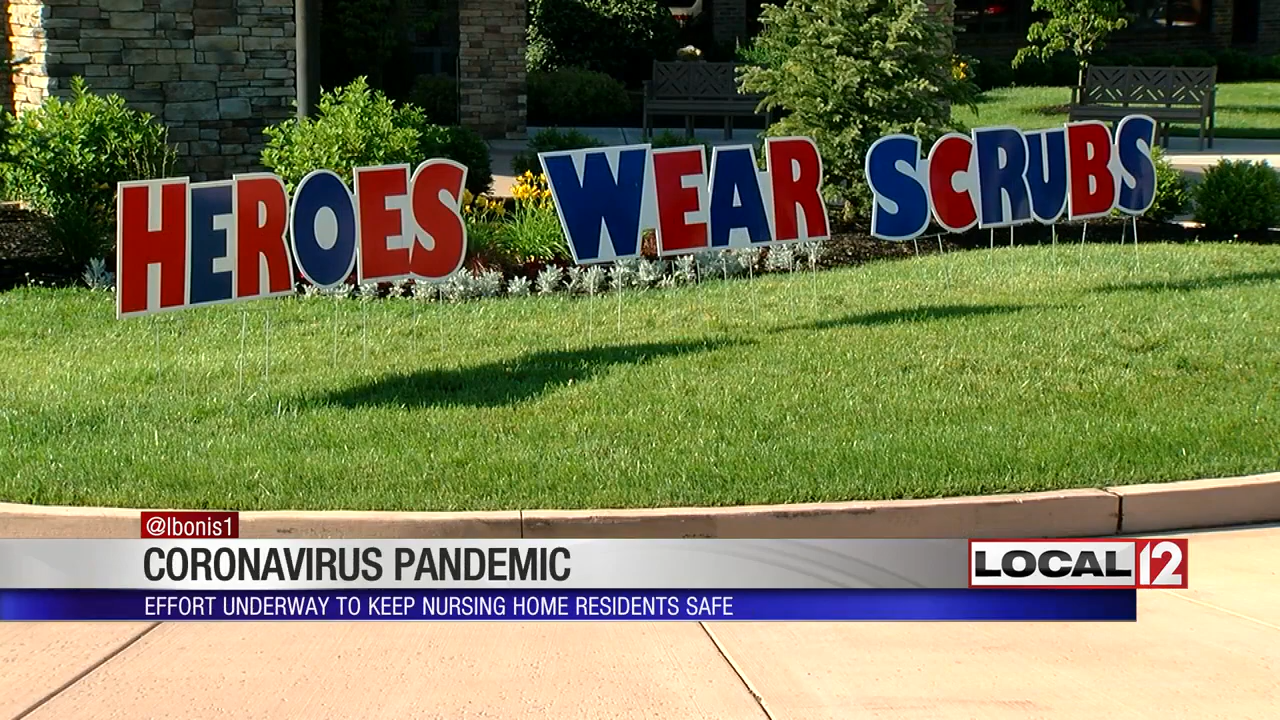 HEROES WEAR SCRUBS
@lbonis1
CORONAVIRUS PANDEMIC
LOCAL 12
EFFORT UNDERWAY TO KEEP NURSING HOME RESIDENTS SAFE